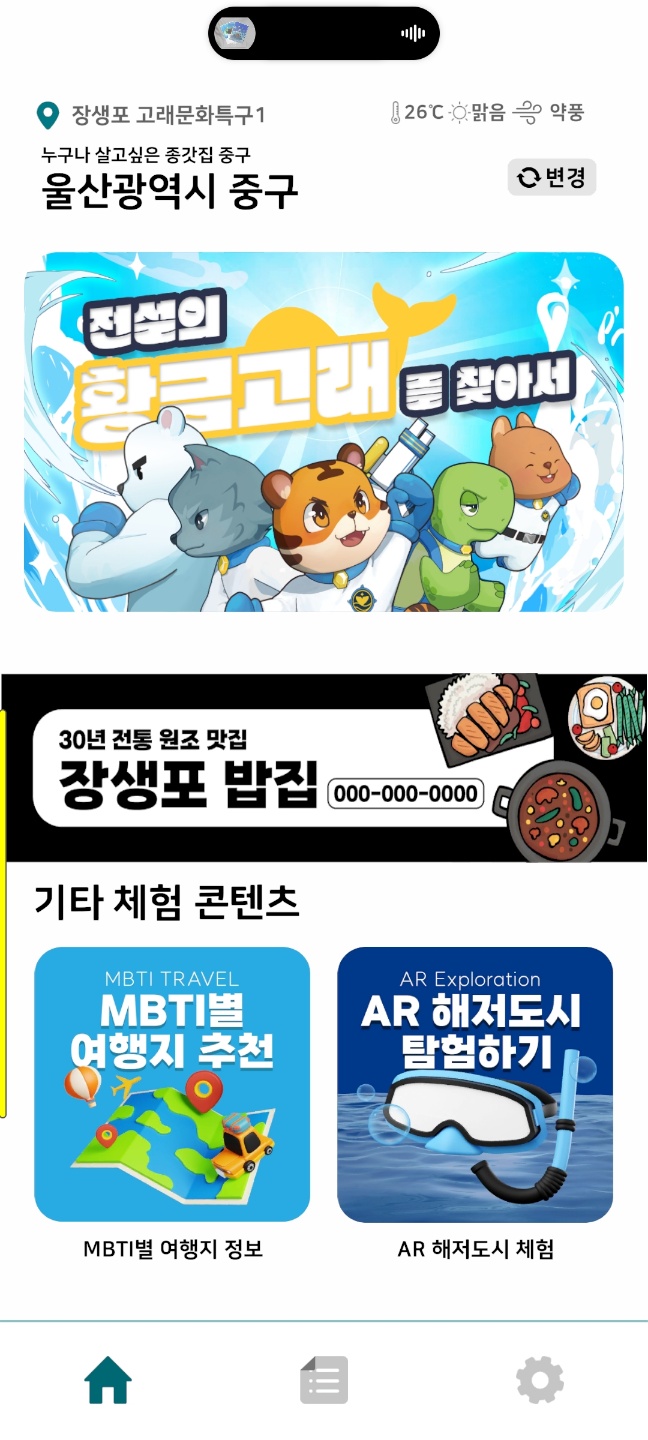 장생포 고래문화특구1
26℃ 맑음 약풍
누구나 살고싶은 종갓집 중구
울산광역시 중구
변경
전설의
황금고래를 찾아서
30년 전통 원조 맛집
장생포 밥집 000-000-0000
기타 체험 콘텐츠
MBTI TRAVEL
MBTI별
여행지 추천
MBTI별 여행지 정보
AR Exploration
AR 해저도시
탐험하기
AR 해저도시 체험